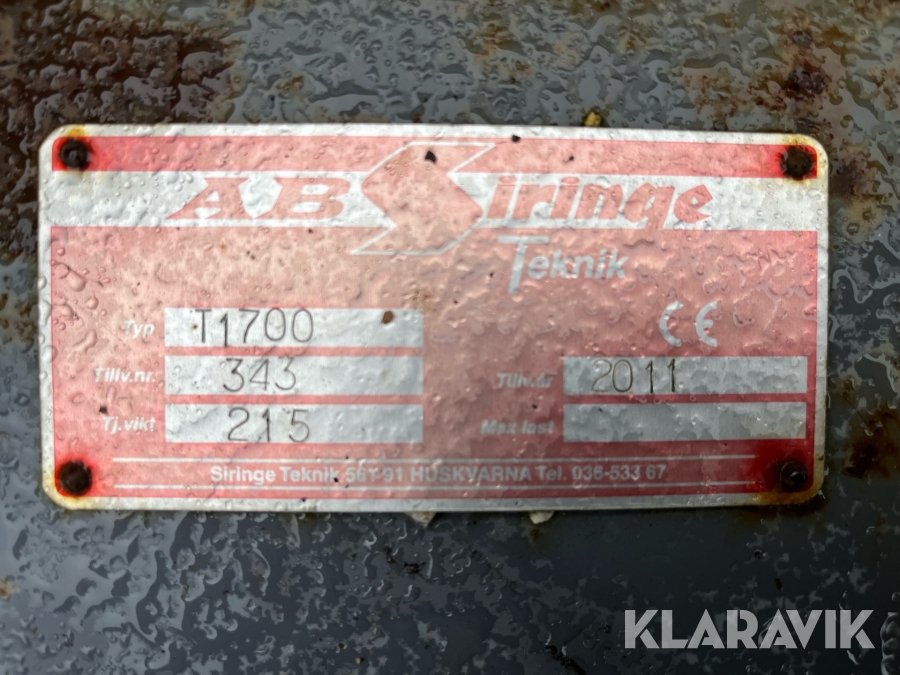 AB Siringe
Teknik
Typ T1700 CE
Tillv.nr. 343 Tillv.år 2011
Tj.vikt 215 Max last
Siringe Teknik 561 91 HUSKVARNA Tel. 036-533 67
KLARAVIK